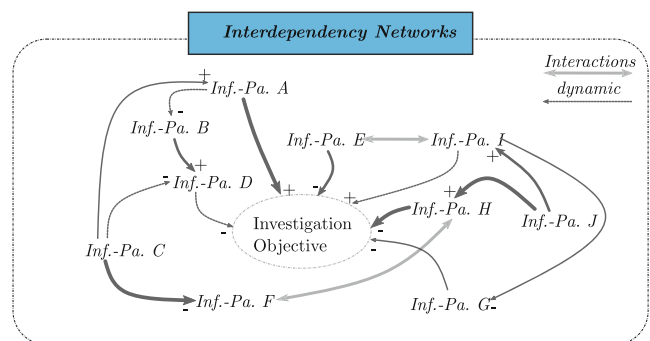 Interdependency Networks
Interactions
dynamic
+
Inf.-Pa. A
-
Inf.-Pa. B
Inf.-Pa. E
Inf.-Pa. I
+
+
-
Inf.-Pa. D
-
+
+
+
Inf.-Pa. H
Inf.-Pa. J
-
Investigation
Objective
-
-
Inf.-Pa. C
Inf.-Pa. F
-
Inf.-Pa. G-